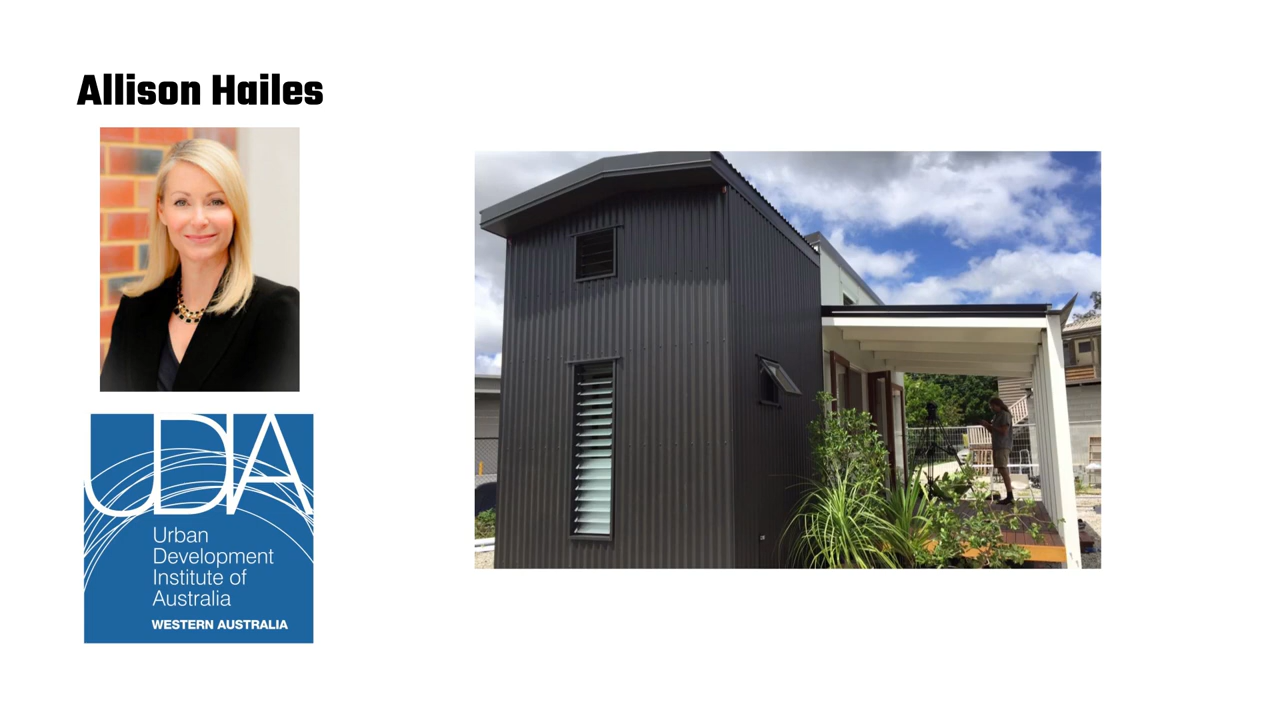 Allison Hailes
UDIA
Urban
Development
Institute of
Australia
WESTERN AUSTRALIA